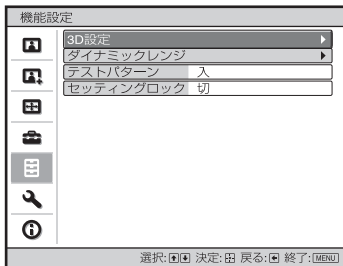 機能設定
3D設定
ダイナミックレンジ
テストパターン 入
セッティングロック 切
選択: 決定: 戻る: 終了:MENU